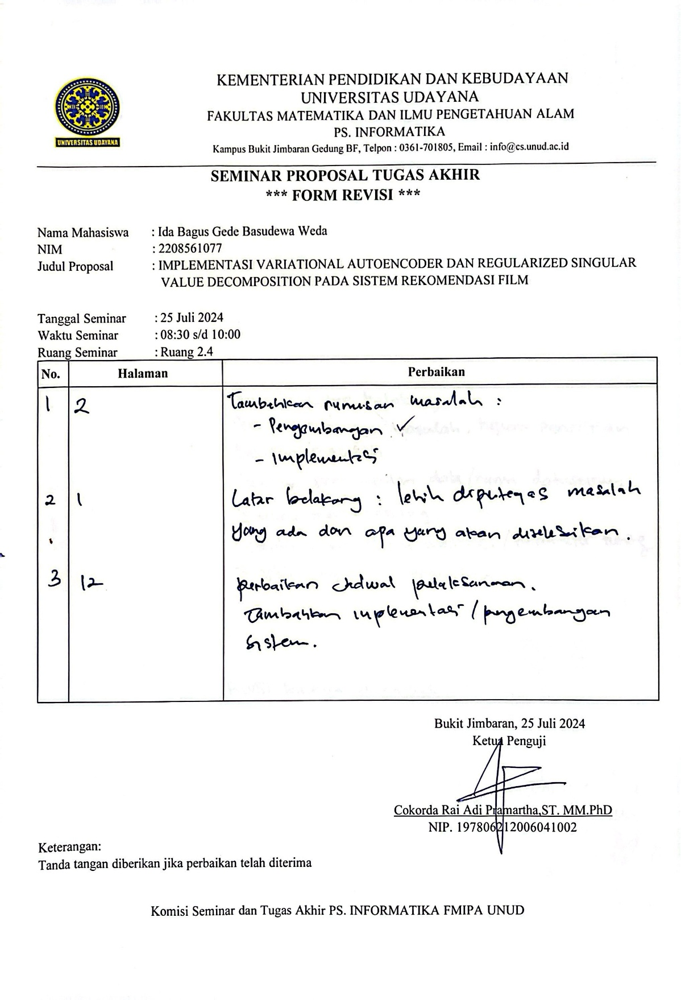 KEMENTERIAN PENDIDIKAN DAN KEBUDAYAAN
UNIVERSITAS UDAYANA
FAKULTAS MATEMATIKA DAN ILMU PENGETAHUAN ALAM
PS. INFORMATIKA
Kampus Bukit Jimbaran Gedung BF, Telpon : 0361-701805, Email : info@cs.unud.ac.id
UNIVERSITAS UDAYANA
SEMINAR PROPOSAL TUGAS AKHIR
*** FORM REVISI ***
Nama Mahasiswa : Ida Bagus Gede Basudewa Weda
NIM : 2208561077
Judul Proposal : IMPLEMENTASI VARIATIONAL AUTOENCODER DAN REGULARIZED SINGULAR
VALUE DECOMPOSITION PADA SISTEM REKOMENDASI FILM
Tanggal Seminar : 25 Juli 2024
Waktu Seminar : 08:30 s/d 10:00
Ruang Seminar : Ruang 2.4
No. Halaman Perbaikan
1 2 Tambahkan rumusan masalah :
- Pengembangan ✓
- Implementasi
2 1 Latar belakang : lebih dipertegas masalah
yang ada dan apa yang akan diselesaikan.
3 12 perbaikan Jadwal pelaksanaan.
Tambahkan implementasi / pengembangan
sistem.
Bukit Jimbaran, 25 Juli 2024
Ketua Penguji
Cokorda Rai Adi Pramartha,ST. MM.PhD
NIP. 197806212006041002
Keterangan:
Tanda tangan diberikan jika perbaikan telah diterima
Komisi Seminar dan Tugas Akhir PS. INFORMATIKA FMIPA UNUD